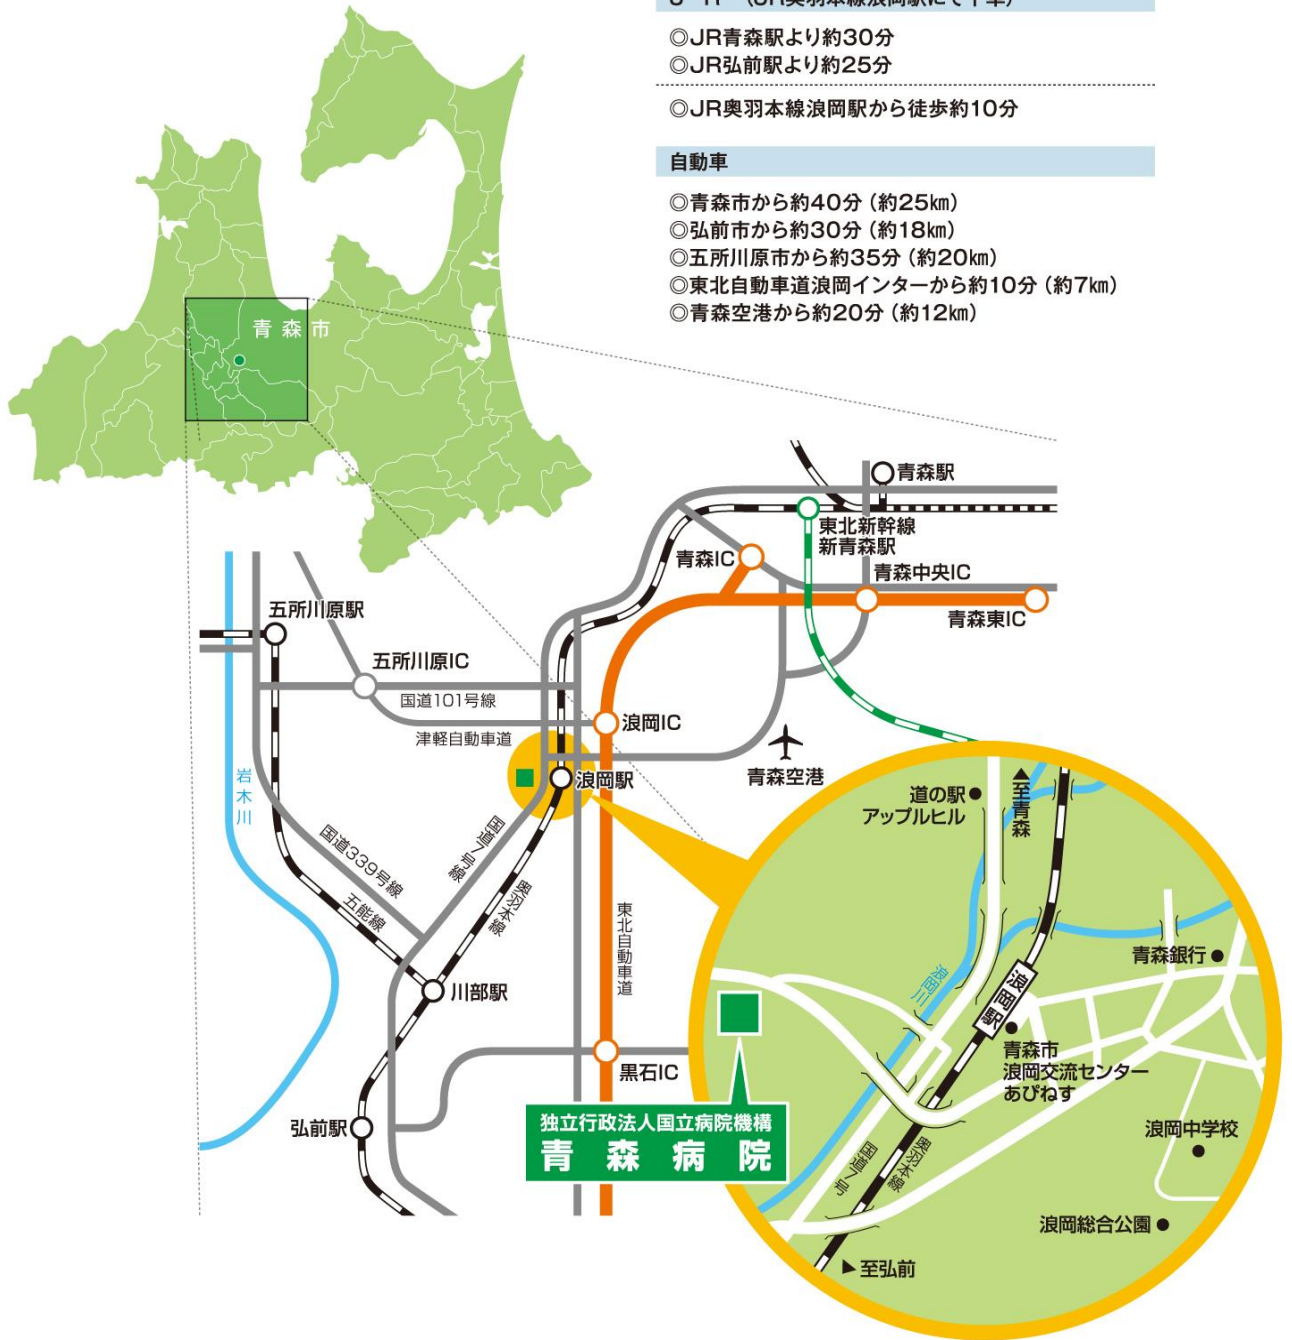 J R (JR奥羽本線浪岡駅にて下車)
◎JR青森駅より約30分
◎JR弘前駅より約25分
◎JR奥羽本線浪岡駅から徒歩約10分
自動車
◎青森市から約40分(約25km)
◎弘前市から約30分(約18km)
◎五所川原市から約35分(約20km)
◎東北自動車道浪岡インターから約10分(約7km)
◎青森空港から約20分(約12km)
青森市
青森駅
東北新幹線
新青森駅
青森IC
青森中央IC
青森東IC
五所川原駅
五所川原IC
国道101号線
津軽自動車道
浪岡IC
浪岡駅
青森空港
岩木川
国道339号線
五能線
国道7号線
奥羽本線
東北自動車道
川部駅
黒石IC
弘前駅
独立行政法人国立病院機構
青森病院
道の駅
アップルヒル
▲至青森
青森銀行
浪岡川
浪岡駅
青森市
浪岡交流センター
あぴねす
浪岡中学校
国道7号
奥羽本線
浪岡総合公園
▶至弘前